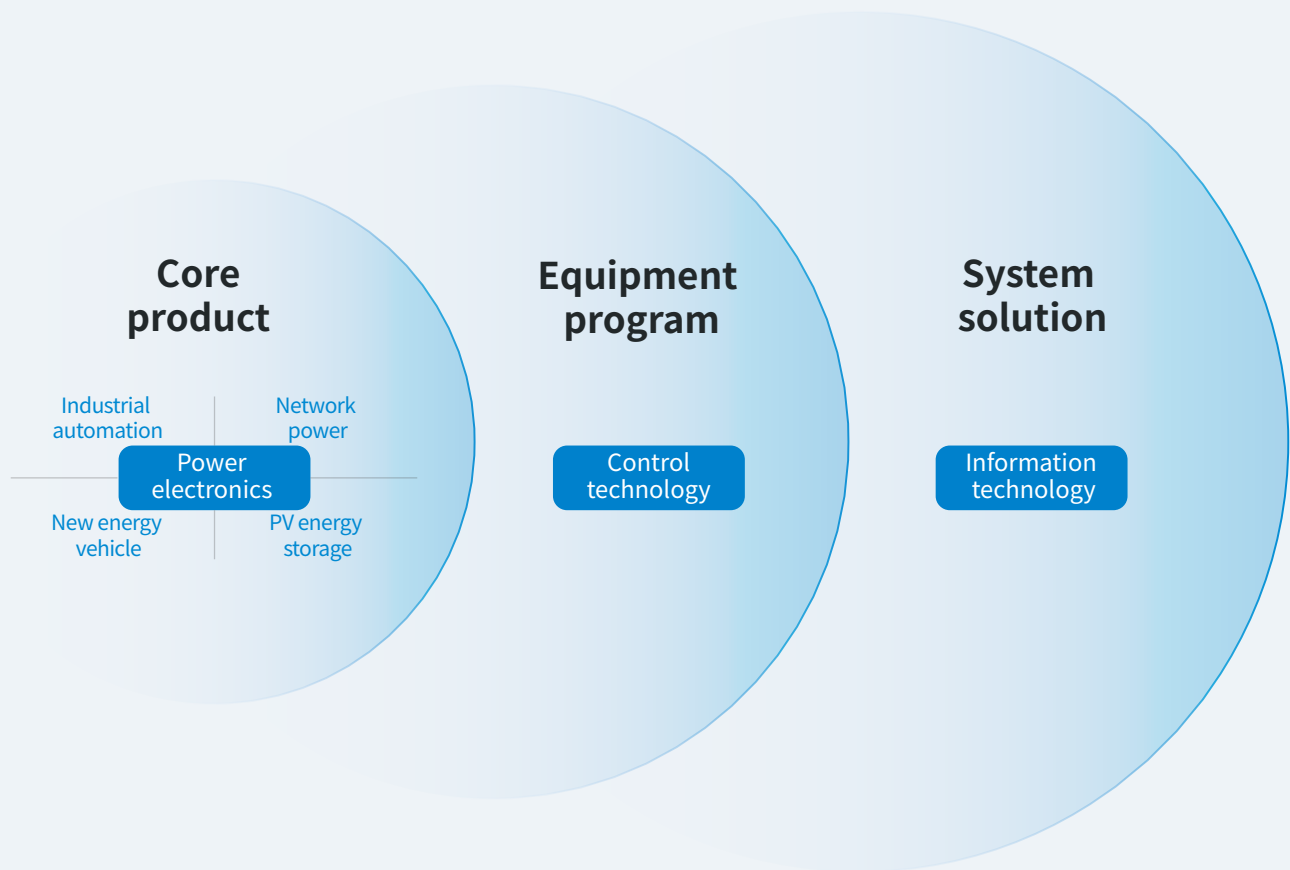 Core
product
Industrial
automation
Network
power
Power
electronics
New energy
vehicle
PV energy
storage
Equipment
program
Control
technology
System
solution
Information
technology